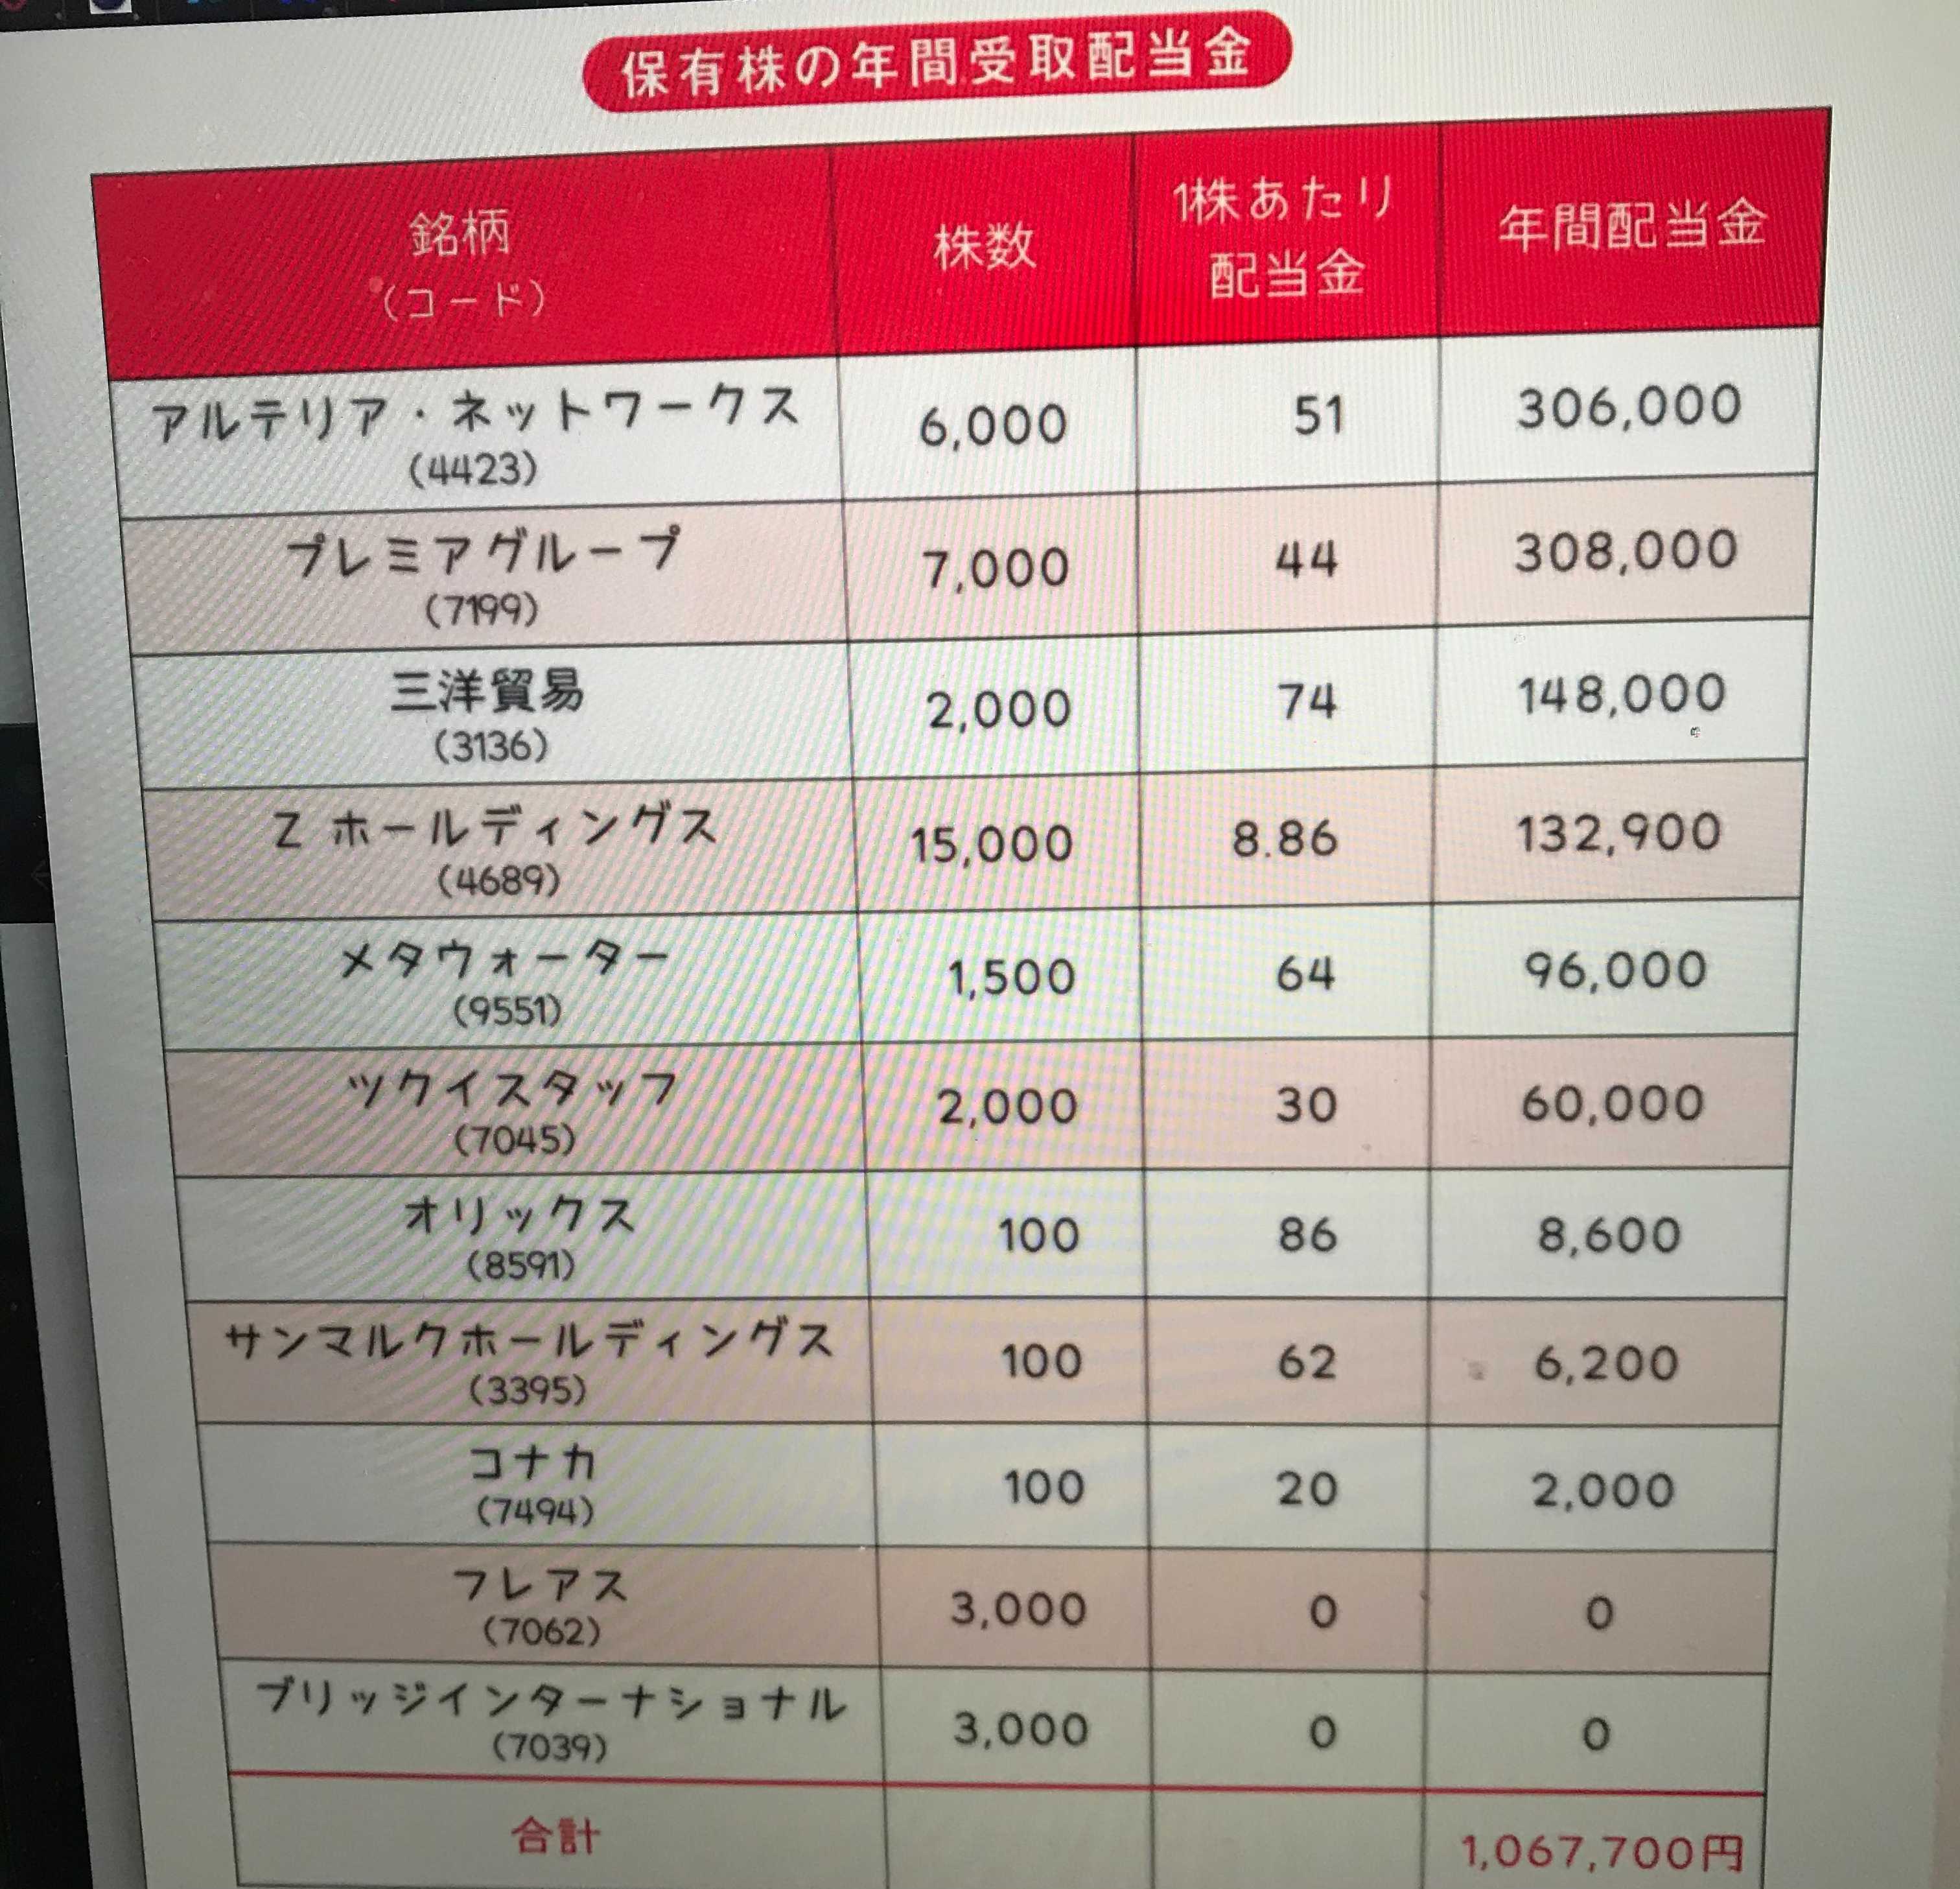 保有株の年間受取配当金
銘柄 株数 1株あたり 年間配当金
（コード） 配当金
アルテリア・ネットワークス 6,000 51 306,000
(4423)
プレミアグループ 7,000 44 308,000
(7199)
三洋貿易 2,000 74 148,000
(3136)
Z ホールディングス 15,000 8.86 132,900
(4689)
メタウォーター 1,500 64 96,000
(9551)
ツクイスタッフ 2,000 30 60,000
(7045)
オリックス 100 86 8,600
(8591)
サンマルクホールディングス 100 62 6,200
(3395)
コナカ 100 20 2,000
(7494)
フレアス 3,000 0 0
(7062)
ブリッジインターナショナル 3,000 0 0
(7039)
合計 1,067,700円